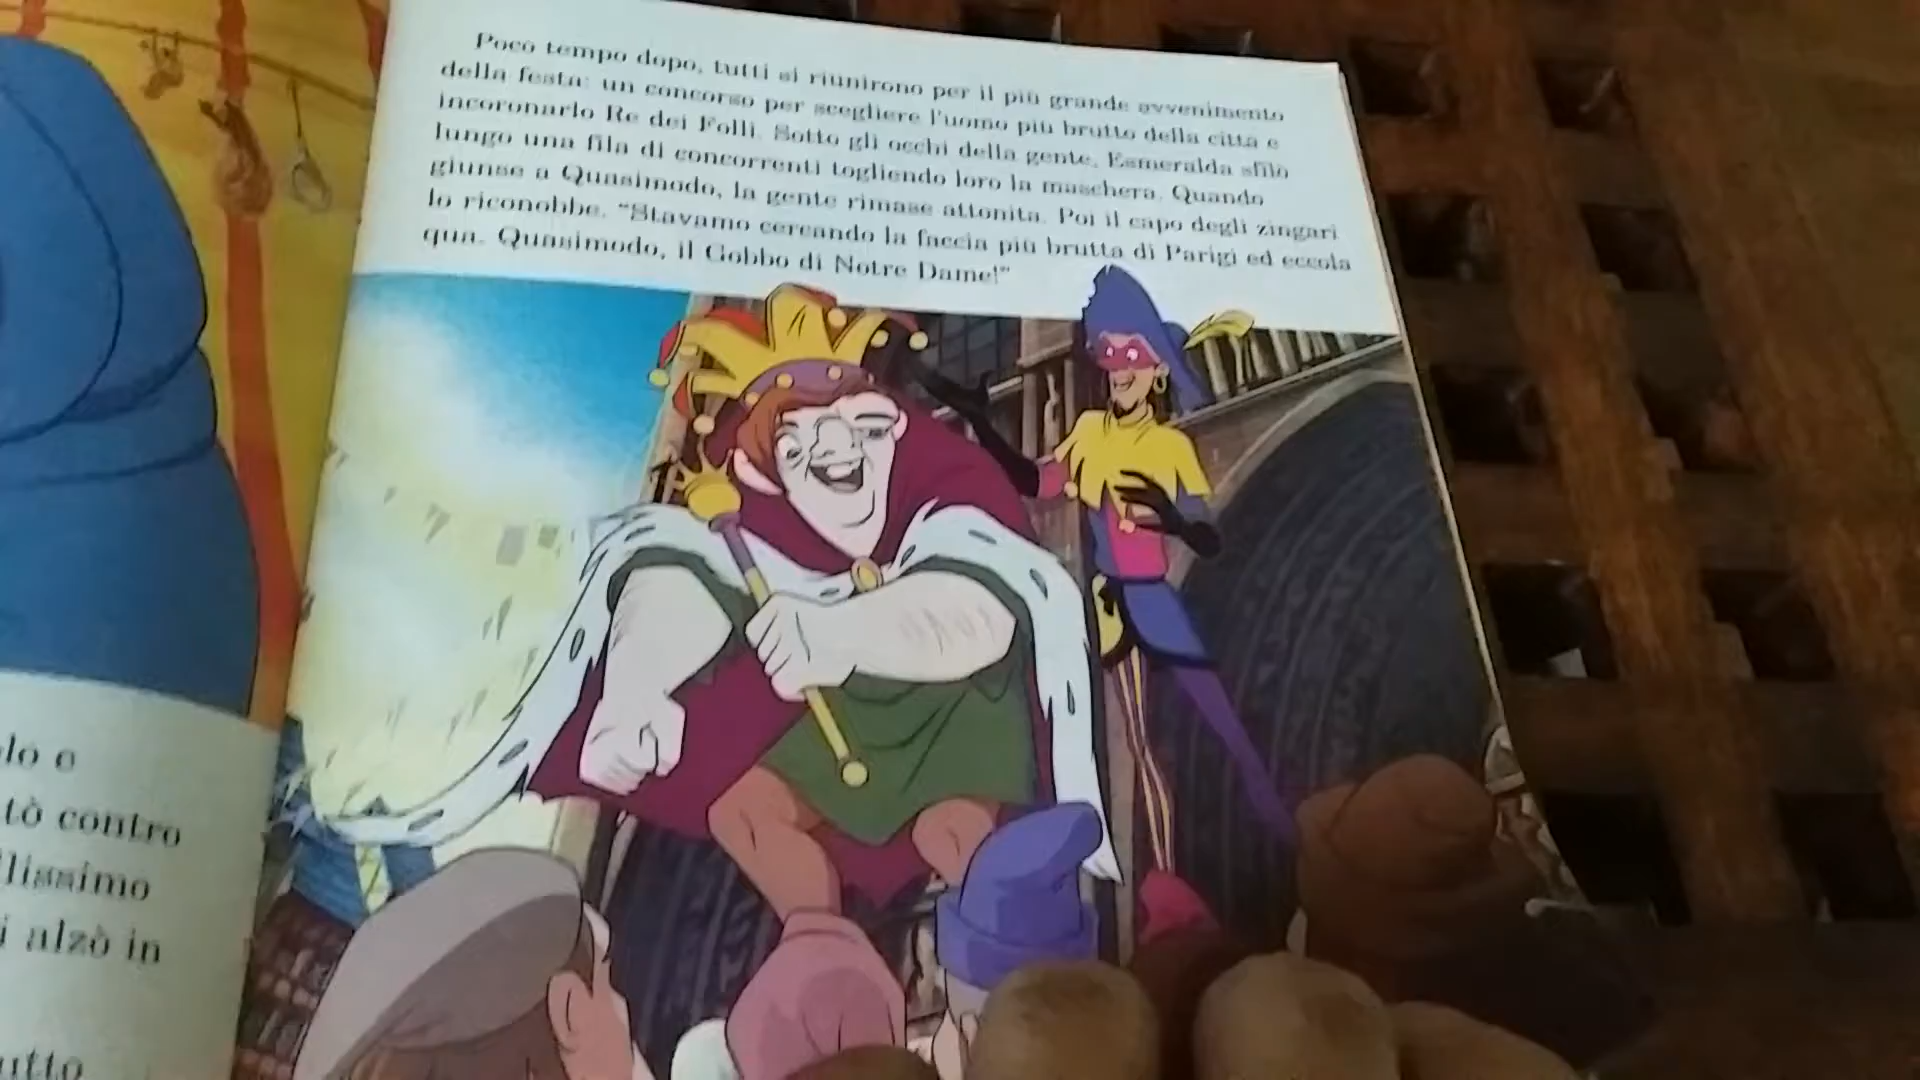 Poco tempo dopo, tutti si riunirono per il più grande avvenimento
della festa: un concorso per scegliere l'uomo più brutto della città e
incoronarlo Re dei Folli. Sotto gli occhi della gente, Esmeralda sfilò
lungo una fila di concorrenti togliendo loro la maschera. Quando
giunse a Quasimodo, la gente rimase attonita. Poi il capo degli zingari
lo riconobbe. "Stavamo cercando la faccia più brutta di Parigi ed eccola
qua. Quasimodo, il Gobbo di Notre Dame!"
lo e
tò contro
llissimo
i alzò in
utto